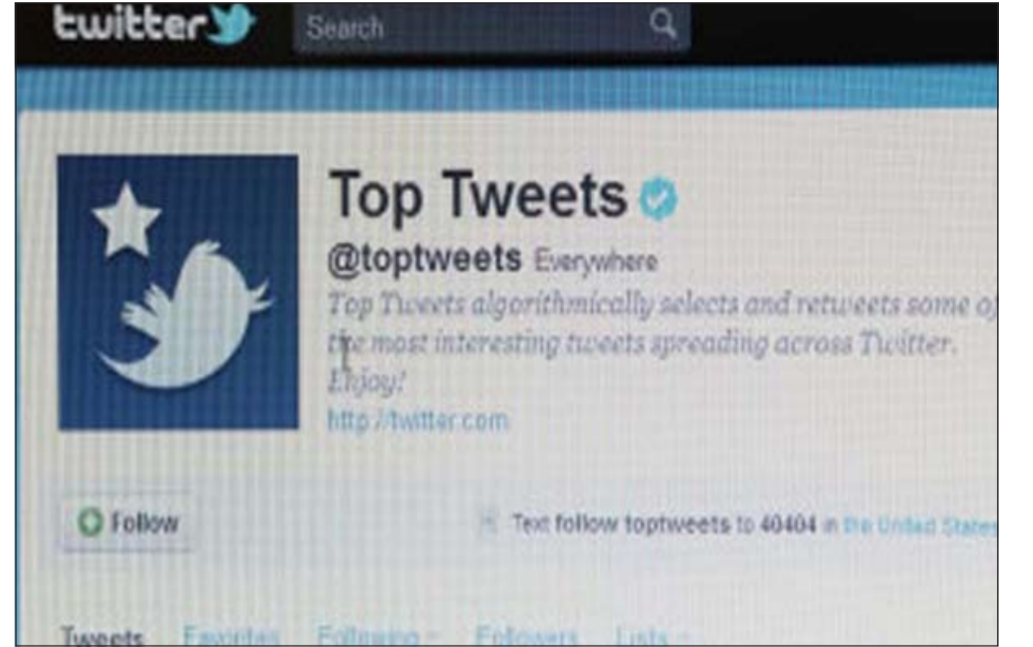 twitter
Search
Top Tweets
@toptweets Everywhere
Top Tweets algorithmically selects and retweets some of
the most interesting tweets spreading across Twitter.
Enjoy!
http://twitter.com
Follow
Text follow toptweets to 40404 in the United States
Tweets Favorites Following Followers Lists